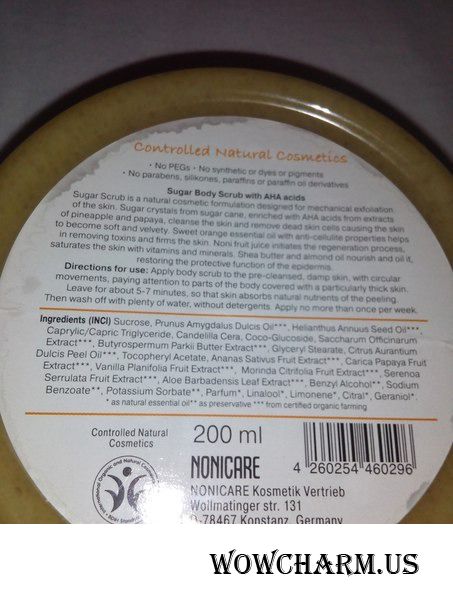 Controlled Natural Cosmetics
· No PEGs · No synthetic or dyes or pigments
· No parabens, silikones, paraffins or paraffin oil derivatives
Sugar Body Scrub with AHA acids
Sugar Scrub is a natural cosmetic formulation designed for mechanical exfoliation
of the skin. Sugar crystals from sugar cane, enriched with AHA acids from extracts
of pineapple and papaya, cleanse the skin and remove dead skin cells causing the skin
to become soft and velvety. Sweet orange essential oil with anti-cellulite properties helps
in removing toxins and firms the skin. Noni fruit juice initiates the regeneration process,
saturates the skin with vitamins and minerals. Shea butter and almond oil nourish and oil it,
restoring the protective function of the epidermis.
Directions for use: Apply body scrub to the pre-cleansed, damp skin, with circular
movements, paying attention to parts of the body covered with a particularly thick skin.
Leave for about 5-7 minutes, so that skin absorbs natural nutrients of the peeling.
Then wash off with plenty of water, without detergents. Apply no more than once per week.
Ingredients (INCI) Sucrose, Prunus Amygdalus Dulcis Oil***, Helianthus Annuus Seed Oil***,
Caprylic/Capric Triglyceride, Candelilla Cera, Coco-Glucoside, Saccharum Officinarum
Extract***, Butyrospermum Parkii Butter Extract***, Glyceryl Stearate, Citrus Aurantium
Dulcis Peel Oil***, Tocopheryl Acetate, Ananas Sativus Fruit Extract***, Carica Papaya Fruit
Extract***, Vanilla Planifolia Fruit Extract***, Morinda Citrifolia Fruit Extract***, Serenoa
Serrulata Fruit Extract***, Aloe Barbadensis Leaf Extract***, Benzyl Alcohol**, Sodium
Benzoate**, Potassium Sorbate**, Parfum*, Linalool*, Limonene*, Citral*, Geraniol*.
* as natural essential oil** as preservative *** from certified organic farming
Controlled Natural
Cosmetics
200 ml
NONICARE
NONICARE Kosmetik Vertrieb
Wollmatinger str. 131
D-78467 Konstanz, Germany
4 260254 460296
WOWCHARM.US